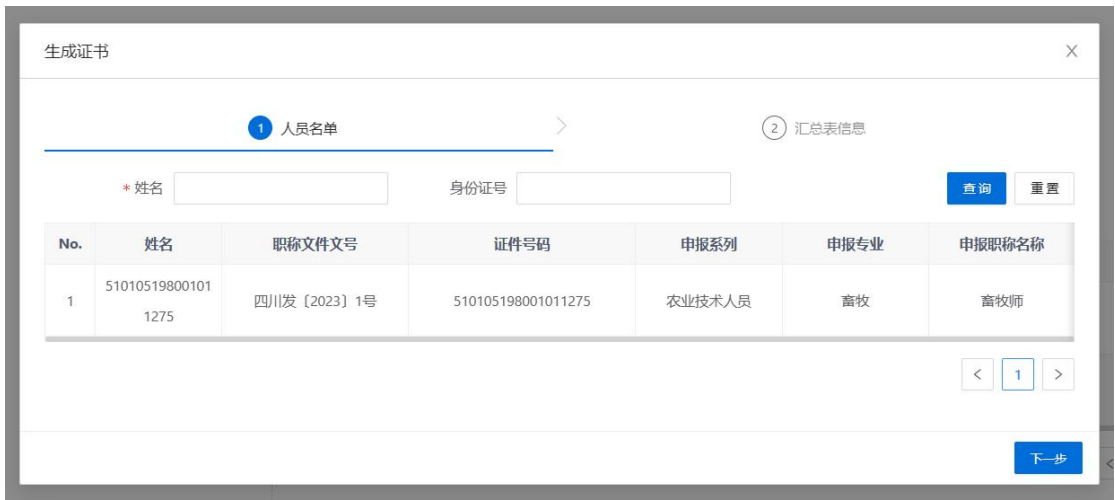 生成证书
1 人员名单
2 汇总表信息
* 姓名 身份证号 查询 重置
No. 姓名 职称文件文号 证件号码 申报系列 申报专业 申报职称名称
1 51010519800101 四川发〔2023〕1号 510105198001011275 农业技术人员 畜牧 畜牧师
1275
< 1 >
下一步